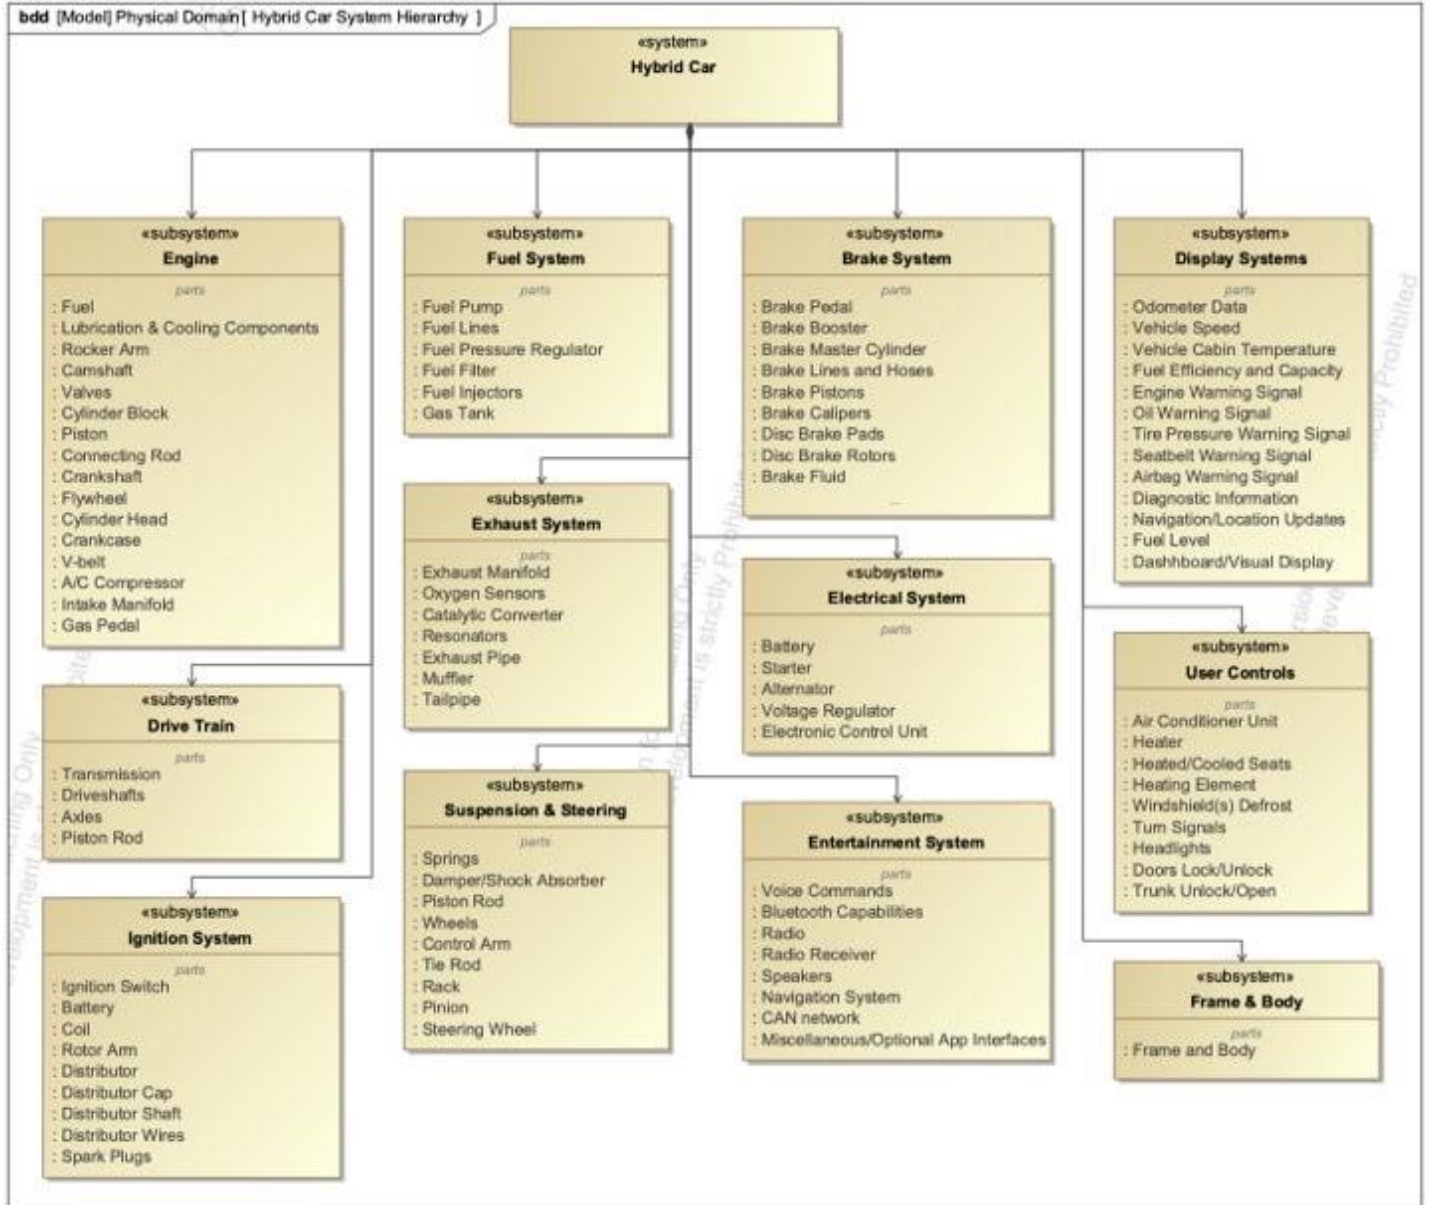 bdd [Model] Physical Domain[ Hybrid Car System Hierarchy ]
«system»
Hybrid Car
«subsystem»
Engine
parts
: Fuel
: Lubrication & Cooling Components
: Rocker Arm
: Camshaft
: Valves
: Cylinder Block
: Piston
: Connecting Rod
: Crankshaft
: Flywheel
: Cylinder Head
: Crankcase
: V-belt
: A/C Compressor
: Intake Manifold
: Gas Pedal
«subsystem»
Drive Train
parts
: Transmission
: Driveshafts
: Axles
: Piston Rod
«subsystem»
Ignition System
parts
: Ignition Switch
: Battery
: Coil
: Rotor Arm
: Distributor
: Distributor Cap
: Distributor Shaft
: Distributor Wires
: Spark Plugs
«subsystem»
Fuel System
parts
: Fuel Pump
: Fuel Lines
: Fuel Pressure Regulator
: Fuel Filter
: Fuel Injectors
: Gas Tank
«subsystem»
Exhaust System
parts
: Exhaust Manifold
: Oxygen Sensors
: Catalytic Converter
: Resonators
: Exhaust Pipe
: Muffler
: Tailpipe
«subsystem»
Suspension & Steering
parts
: Springs
: Damper/Shock Absorber
: Piston Rod
: Wheels
: Control Arm
: Tie Rod
: Rack
: Pinion
: Steering Wheel
«subsystem»
Brake System
parts
: Brake Pedal
: Brake Booster
: Brake Master Cylinder
: Brake Lines and Hoses
: Brake Pistons
: Brake Calipers
: Disc Brake Pads
: Disc Brake Rotors
: Brake Fluid
...
«subsystem»
Electrical System
parts
: Battery
: Starter
: Alternator
: Voltage Regulator
: Electronic Control Unit
«subsystem»
Entertainment System
parts
: Voice Commands
: Bluetooth Capabilities
: Radio
: Radio Receiver
: Speakers
: Navigation System
: CAN network
: Miscellaneous/Optional App Interfaces
«subsystem»
Display Systems
parts
: Odometer Data
: Vehicle Speed
: Vehicle Cabin Temperature
: Fuel Efficiency and Capacity
: Engine Warning Signal
: Oil Warning Signal
: Tire Pressure Warning Signal
: Seatbelt Warning Signal
: Airbag Warning Signal
: Diagnostic Information
: Navigation/Location Updates
: Fuel Level
: Dashhboard/Visual Display
«subsystem»
User Controls
parts
: Air Conditioner Unit
: Heater
: Heated/Cooled Seats
: Heating Element
: Windshield(s) Defrost
: Turn Signals
: Headlights
: Doors Lock/Unlock
: Trunk Unlock/Open
«subsystem»
Frame & Body
parts
: Frame and Body